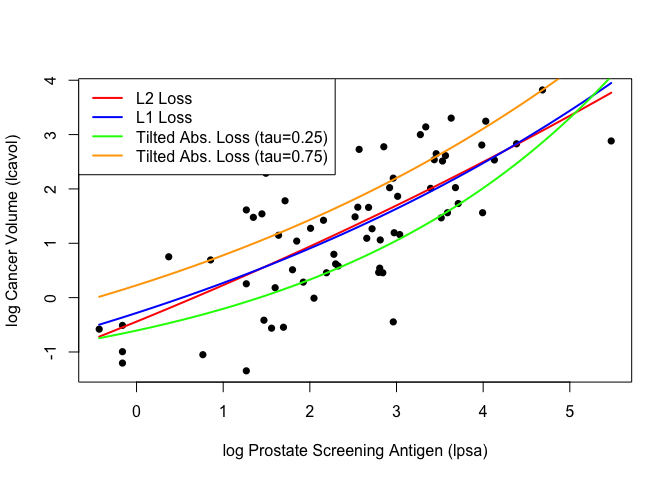 L2 Loss
L1 Loss
Tilted Abs. Loss (tau=0.25)
Tilted Abs. Loss (tau=0.75)
log Cancer Volume (lcavol)
4
3
2
1
0
-1
0 1 2 3 4 5
log Prostate Screening Antigen (lpsa)